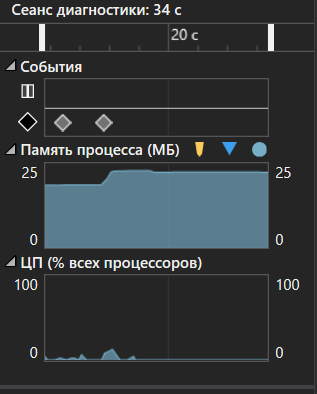 Сеанс диагностики: 34 с
20 с
События
Память процесса (МБ)
25 25
0 0
ЦП (% всех процессоров)
100 100
0 0